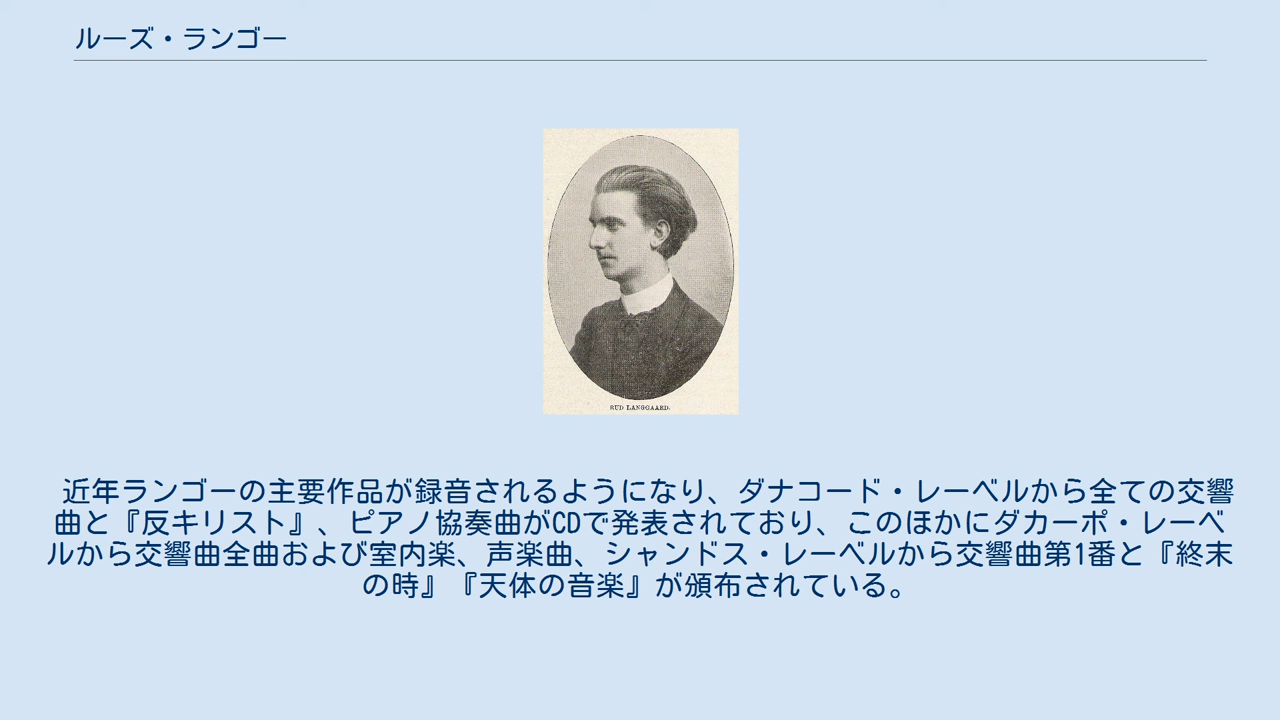 ルーズ・ランゴー
RUD LANGGAARD.
近年ランゴーの主要作品が録音されるようになり、ダナコード・レーベルから全ての交響
曲と『反キリスト』、ピアノ協奏曲がCDで発表されており、このほかにダカーポ・レーベ
ルから交響曲全曲および室内楽、声楽曲、シャンドス・レーベルから交響曲第1番と『終末
の時』『天体の音楽』が頒布されている。